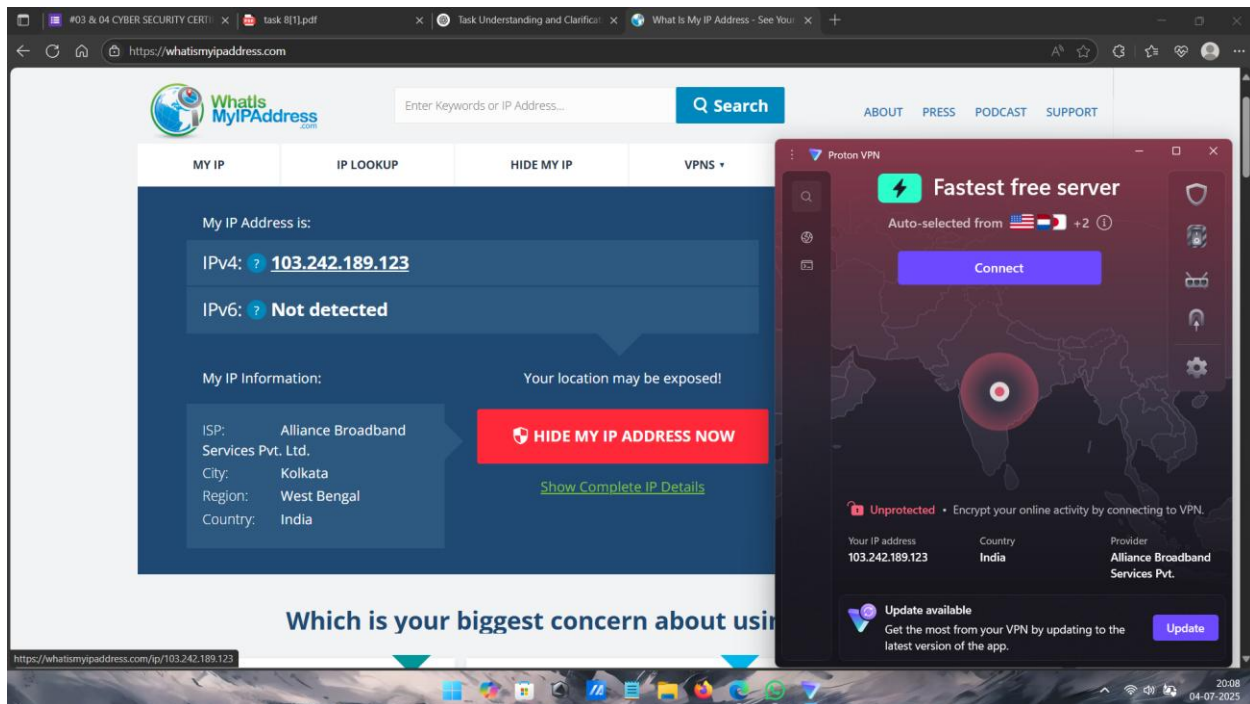 #03 & 04 CYBER SECURITY CERTI
task 8[1].pdf
Task Understanding and Clarificat
What Is My IP Address - See Your
https://whatismyipaddress.com
WhatIs
MyIPAddress
.com
Enter Keywords or IP Address...
Search
ABOUT PRESS PODCAST SUPPORT
MY IP
IP LOOKUP
HIDE MY IP
VPNS
My IP Address is:
IPv4: ? 103.242.189.123
IPv6: ? Not detected
My IP Information:
ISP: Alliance Broadband
Services Pvt. Ltd.
City: Kolkata
Region: West Bengal
Country: India
Your location may be exposed!
HIDE MY IP ADDRESS NOW
Show Complete IP Details
Which is your biggest concern about usin
https://whatismyipaddress.com/ip/103.242.189.123
Proton VPN
Fastest free server
Auto-selected from +2
Connect
Unprotected • Encrypt your online activity by connecting to VPN.
Your IP address
103.242.189.123
Country
India
Provider
Alliance Broadband
Services Pvt.
Update available
Get the most from your VPN by updating to the
latest version of the app.
Update
20:08
04-07-2025